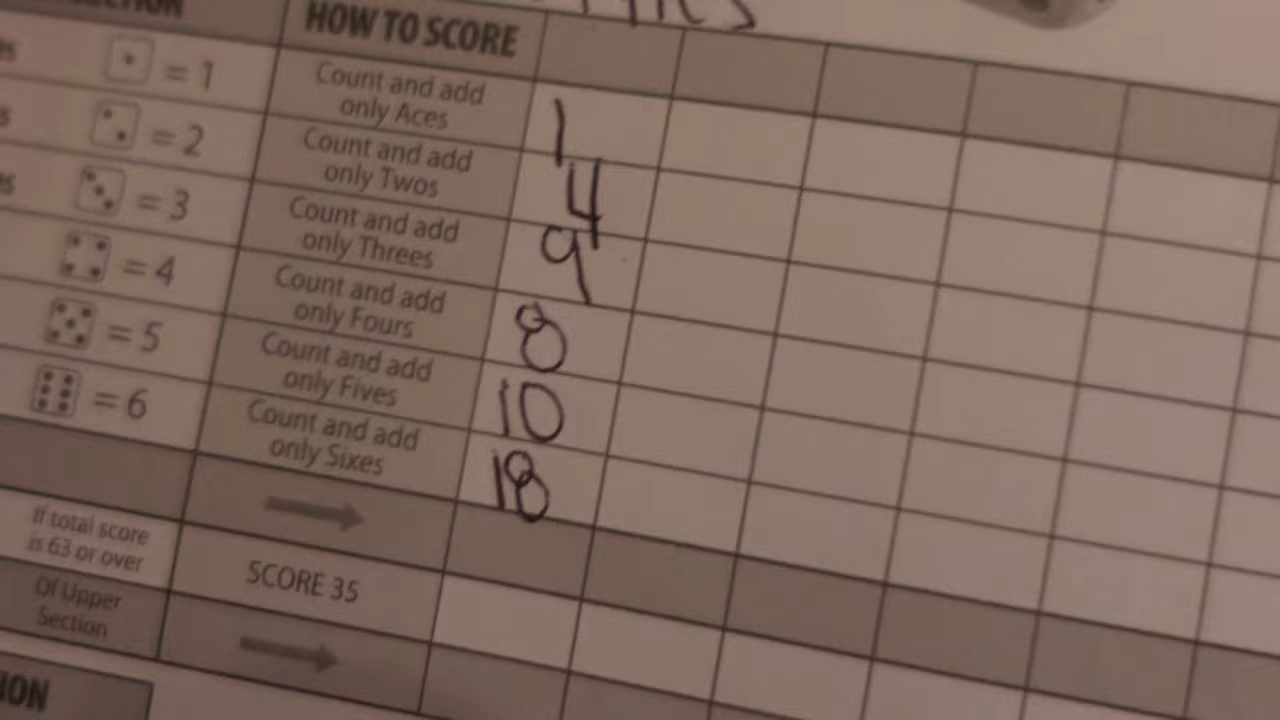 HOW TO SCORE
= 1 Count and add only Aces 1
= 2 Count and add only Twos 4
= 3 Count and add only Threes 9
= 4 Count and add only Fours 8
= 5 Count and add only Fives 10
= 6 Count and add only Sixes 18
If total score is 63 or over SCORE 35
Of Upper Section